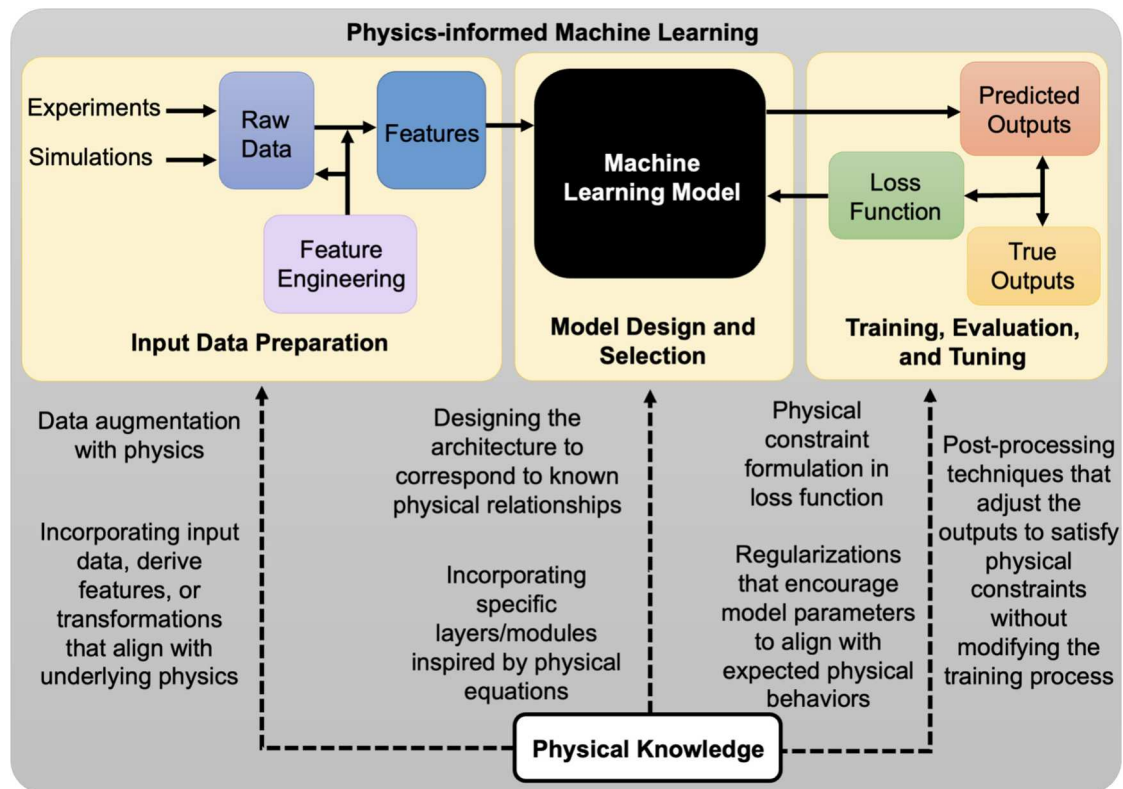 Physics-informed Machine Learning
Experiments
Simulations
Raw
Data
Features
Feature
Engineering
Input Data Preparation
Machine
Learning Model
Model Design and
Selection
Predicted
Outputs
Loss
Function
True
Outputs
Training, Evaluation,
and Tuning
Data augmentation
with physics
Incorporating input
data, derive
features, or
transformations
that align with
underlying physics
Designing the
architecture to
correspond to known
physical relationships
Incorporating
specific
layers/modules
inspired by physical
equations
Physical
constraint
formulation in
loss function
Regularizations
that encourage
model parameters
to align with
expected physical
behaviors
Post-processing
techniques that
adjust the
outputs to satisfy
physical
constraints
without
modifying the
training process
Physical Knowledge